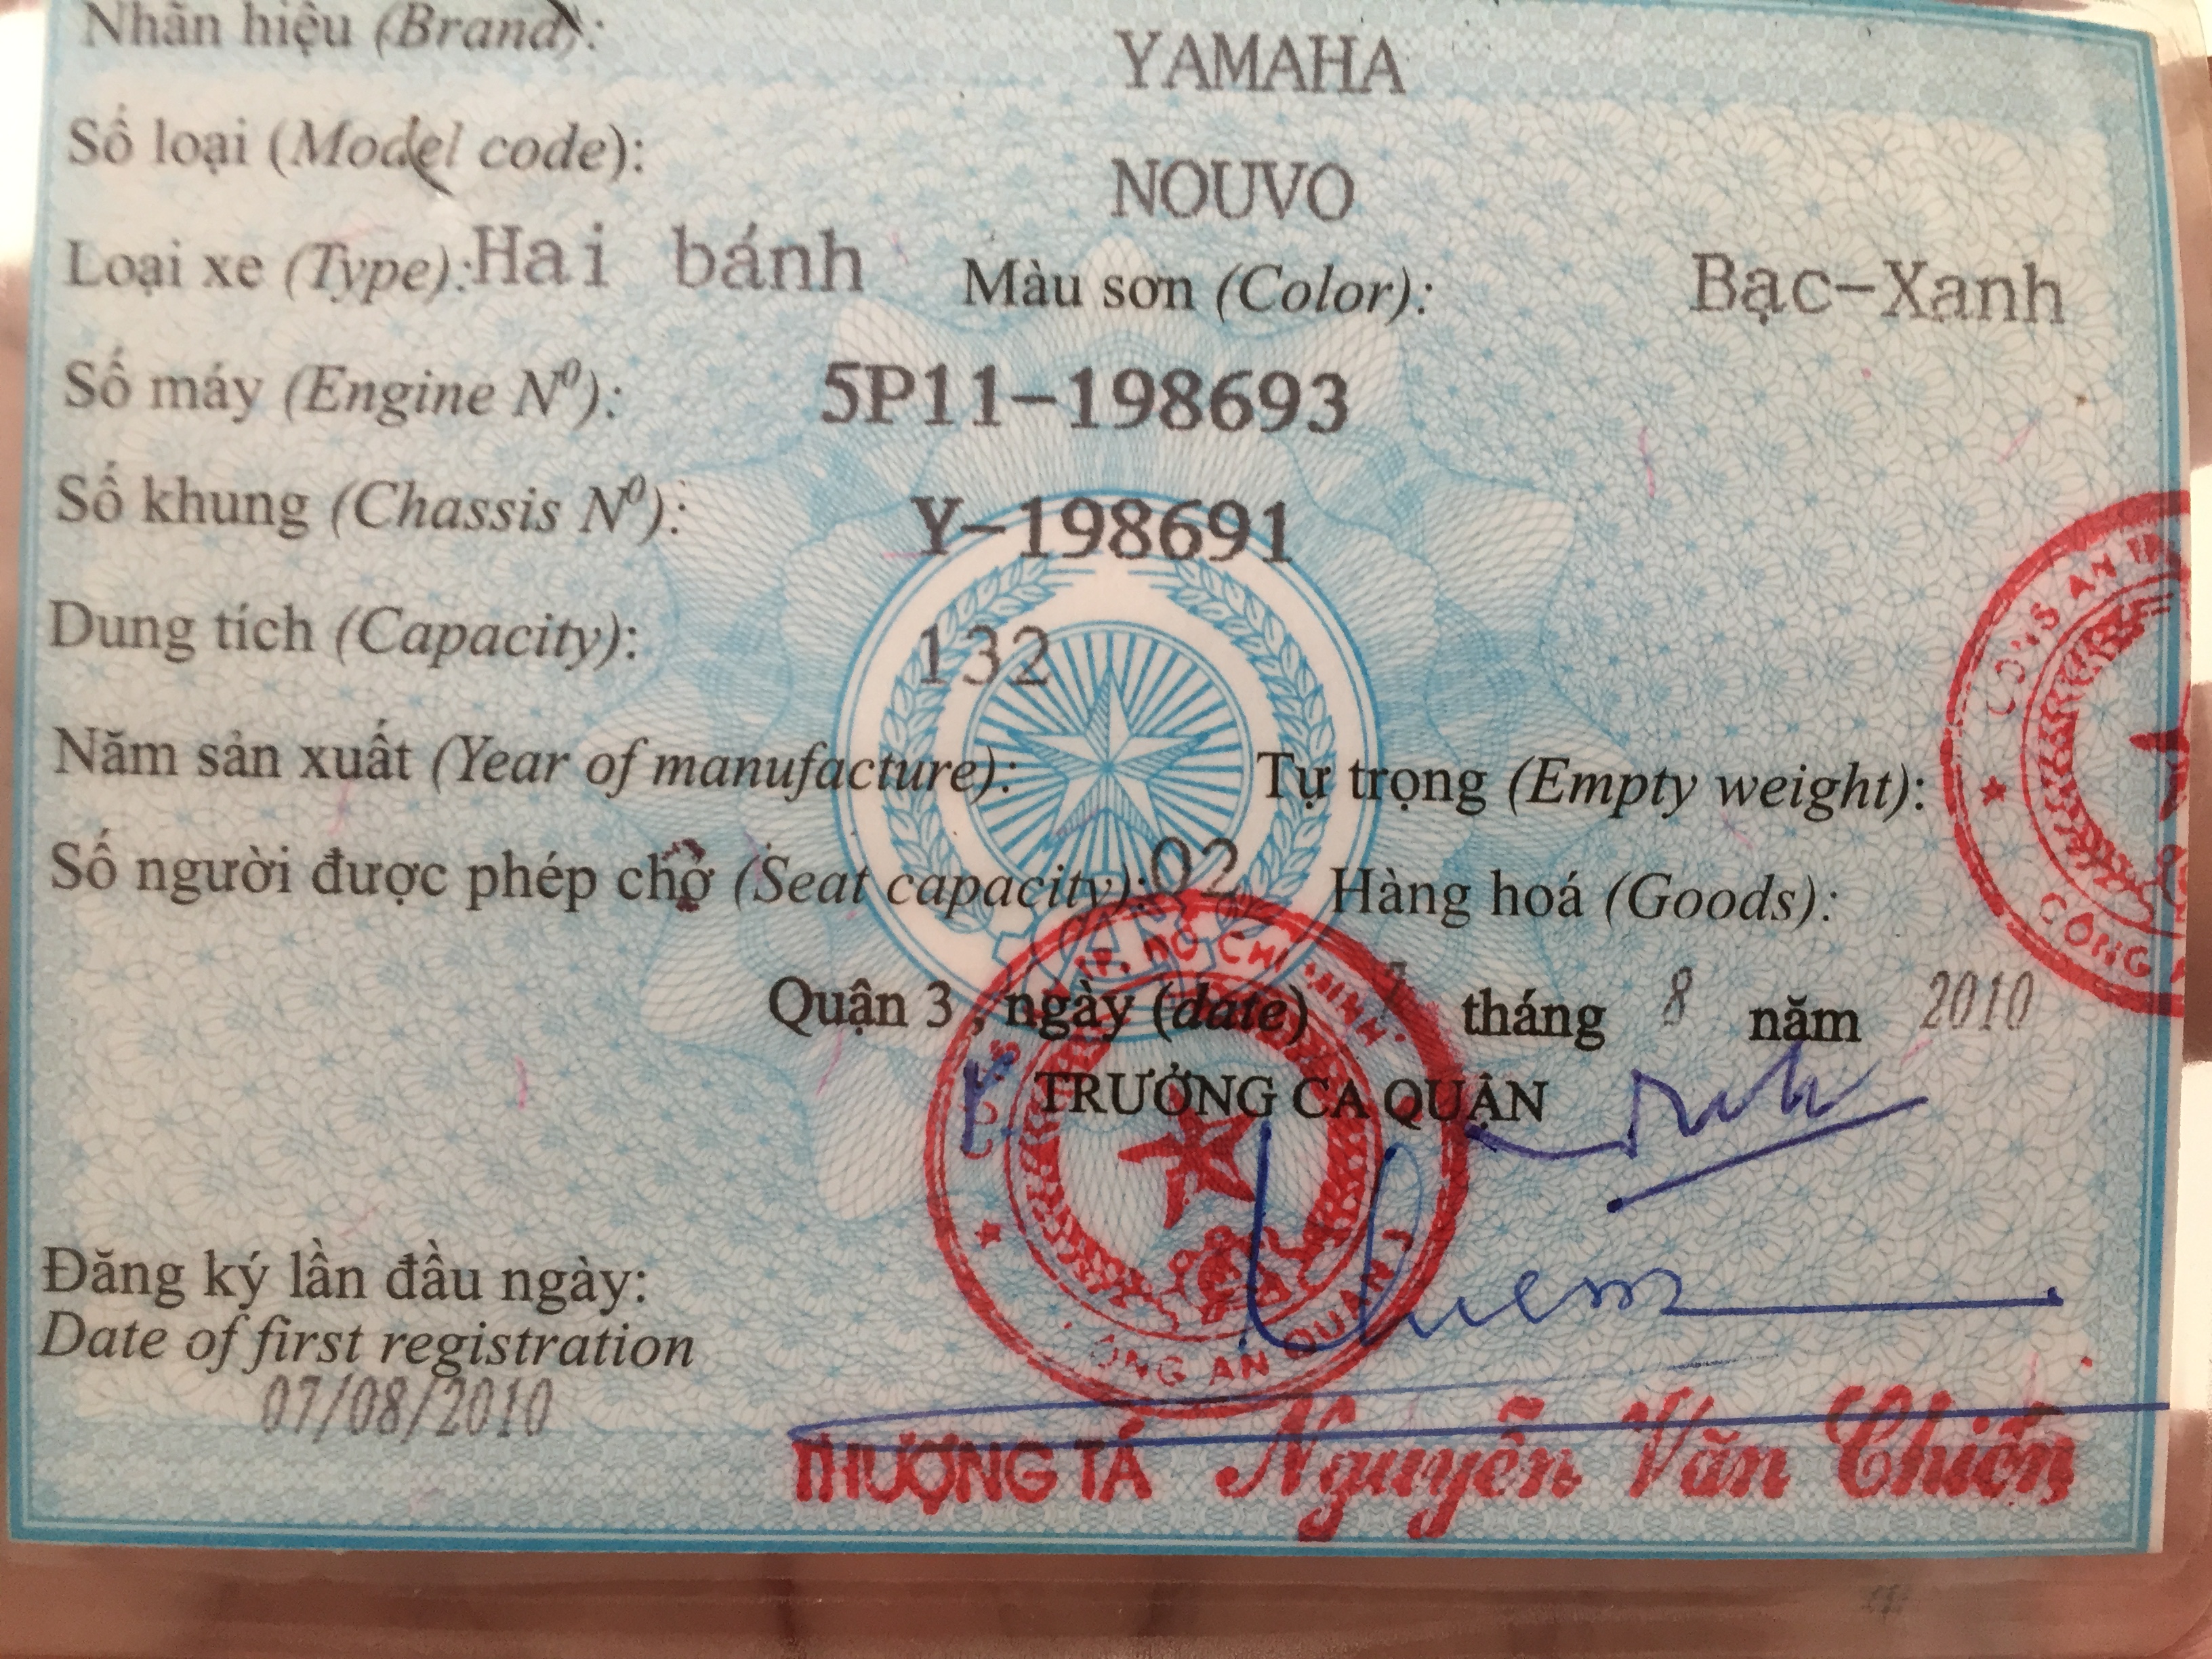 Nhãn hiệu (Brand): YAMAHA
Số loại (Model code): NOUVO
Loại xe (Type): Hai bánh Màu sơn (Color): Bạc-Xanh
Số máy (Engine Nº): 5P11-198693
Số khung (Chassis Nº): Y-198691
Dung tích (Capacity): 132
Năm sản xuất (Year of manufacture): Tự trọng (Empty weight):
Số người được phép chở (Seat capacity): 02 Hàng hoá (Goods):
Quận 3, ngày (date) 7 tháng 8 năm 2010
TRƯỞNG CA QUẬN
Đăng ký lần đầu ngày:
Date of first registration
07/08/2010
THƯỢNG TÁ Nguyễn Văn Chiến
TP. HỒ CHÍ MINH
CÔNG AN QUẬN
CÔNG AN
CÔNG